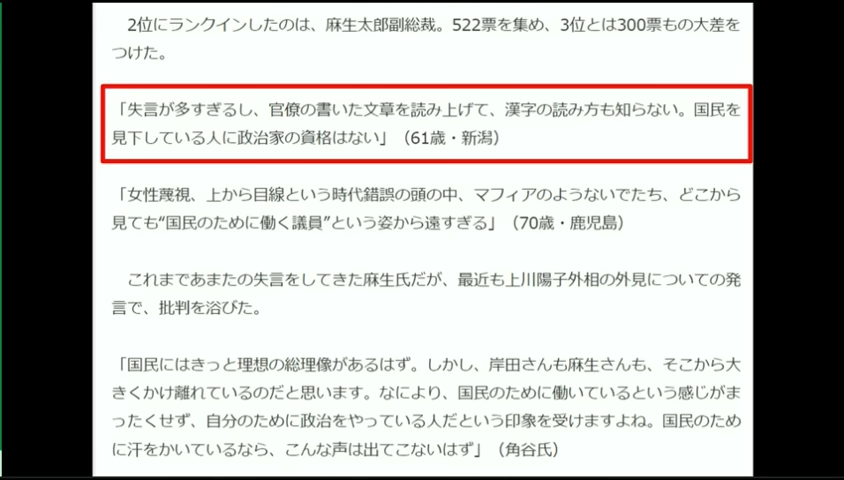 2位にランクインしたのは、麻生太郎副総裁。522票を集め、3位とは300票もの大差を
つけた。
「失言が多すぎるし、官僚の書いた文章を読み上げて、漢字の読み方も知らない。国民を
見下している人に政治家の資格はない」（61歳・新潟）
「女性蔑視、上から目線という時代錯誤の頭の中、マフィアのようないでたち、どこから
見ても“国民のために働く議員”という姿から遠すぎる」（70歳・鹿児島）
これまであまたの失言をしてきた麻生氏だが、最近も上川陽子外相の外見についての発
言で、批判を浴びた。
「国民にはきっと理想の総理像があるはず。しかし、岸田さんも麻生さんも、そこから大
きくかけ離れているのだと思います。なにより、国民のために働いているという感じがま
ったくせず、自分のために政治をやっている人だという印象を受けますよね。国民のため
に汗をかいているなら、こんな声は出てこないはず」（角谷氏）